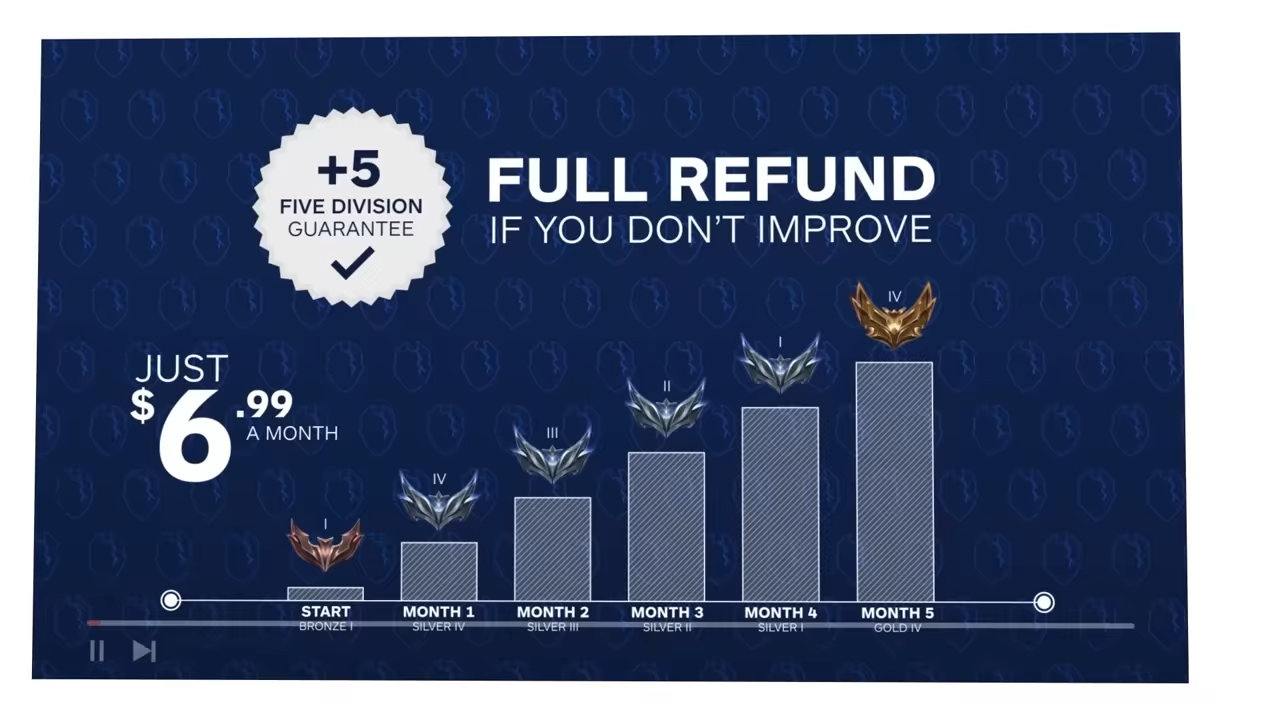 +5
FIVE DIVISION
GUARANTEE
FULL REFUND
IF YOU DON'T IMPROVE
JUST
$6.99
A MONTH
I
IV
III
II
I
IV
START
MONTH 1
MONTH 2
MONTH 3
MONTH 4
MONTH 5
BRONZE I
SILVER IV
SILVER III
SILVER II
SILVER I
GOLD IV